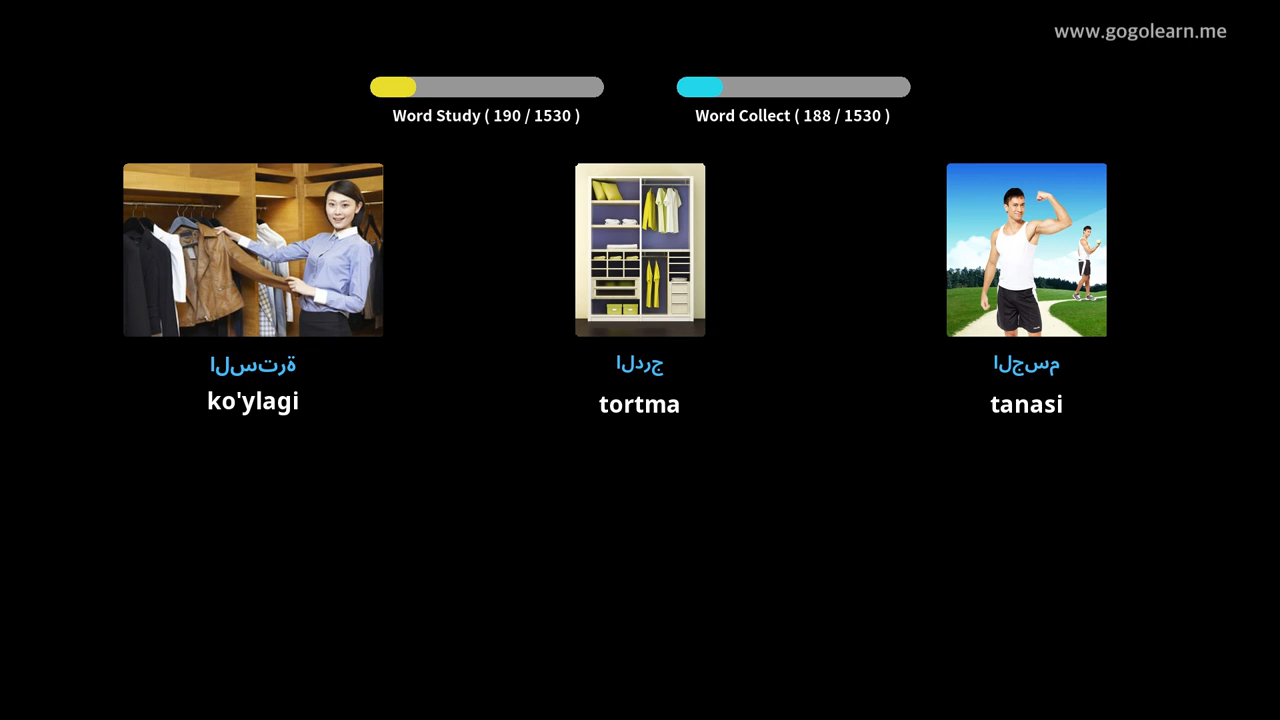 www.gogolearn.me
Word Study ( 190 / 1530 )
Word Collect ( 188 / 1530 )
السترة
ko'ylagi
الدرج
tortma
الجسم
tanasi